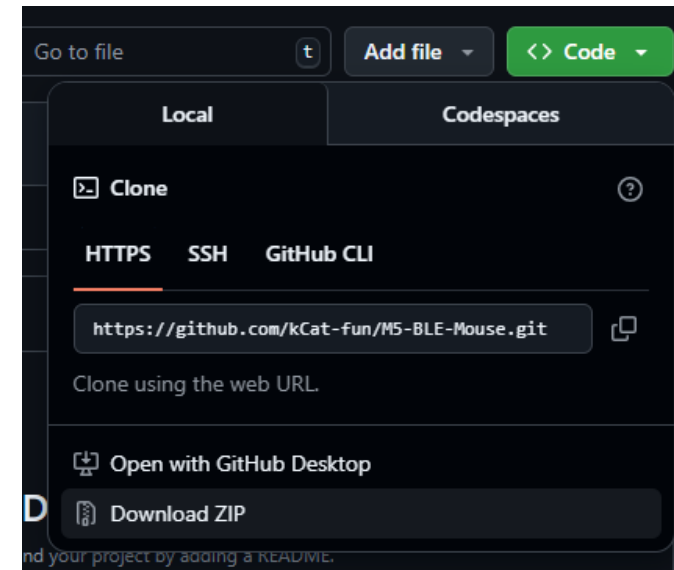 Go to file
t
Add file
<> Code
Local
Codespaces
Clone
HTTPS
SSH
GitHub CLI
https://github.com/kCat-fun/M5-BLE-Mouse.git
Clone using the web URL.
Open with GitHub Desktop
D
Download ZIP
nd your project by adding a README.